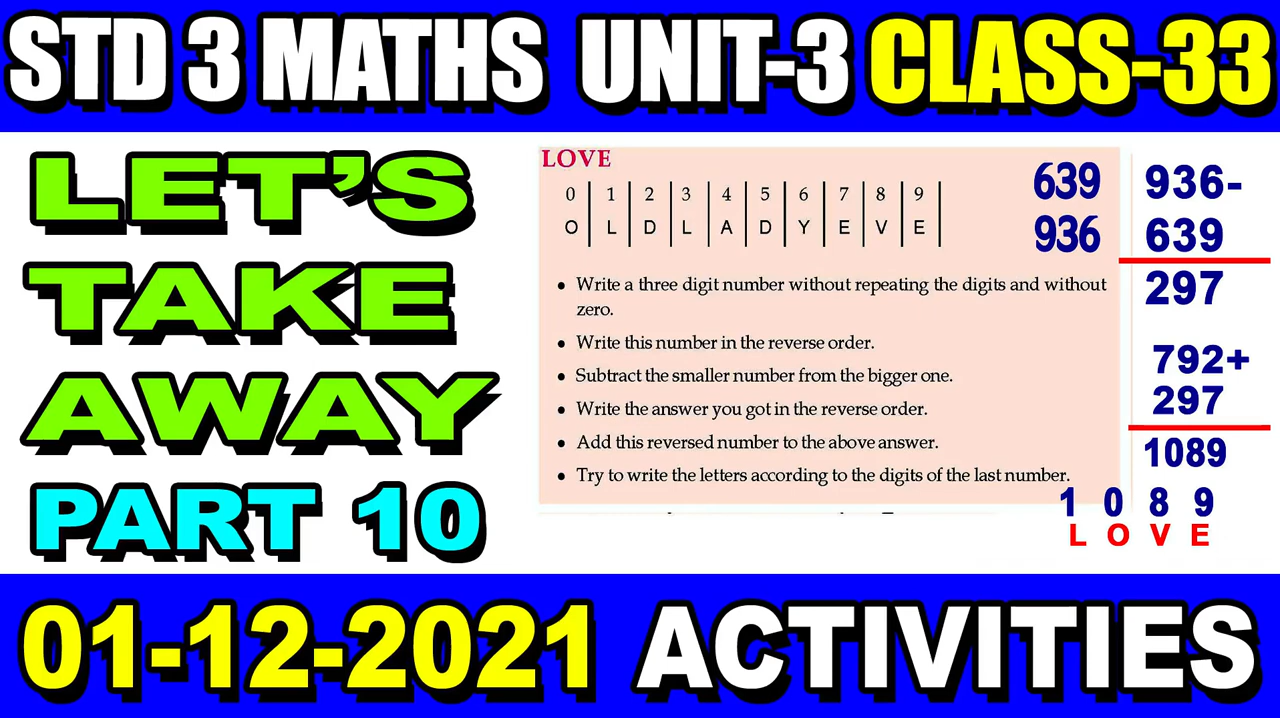 STD 3 MATHS UNIT-3 CLASS-33
LET'S
TAKE
AWAY
PART 10
LOVE
0 1 2 3 4 5 6 7 8 9
O L D L A D Y E V E
• Write a three digit number without repeating the digits and without
zero.
• Write this number in the reverse order.
• Subtract the smaller number from the bigger one.
• Write the answer you got in the reverse order.
• Add this reversed number to the above answer.
• Try to write the letters according to the digits of the last number.
639
936
936-
639
297
792+
297
1089
1 0 8 9
L O V E
01-12-2021 ACTIVITIES